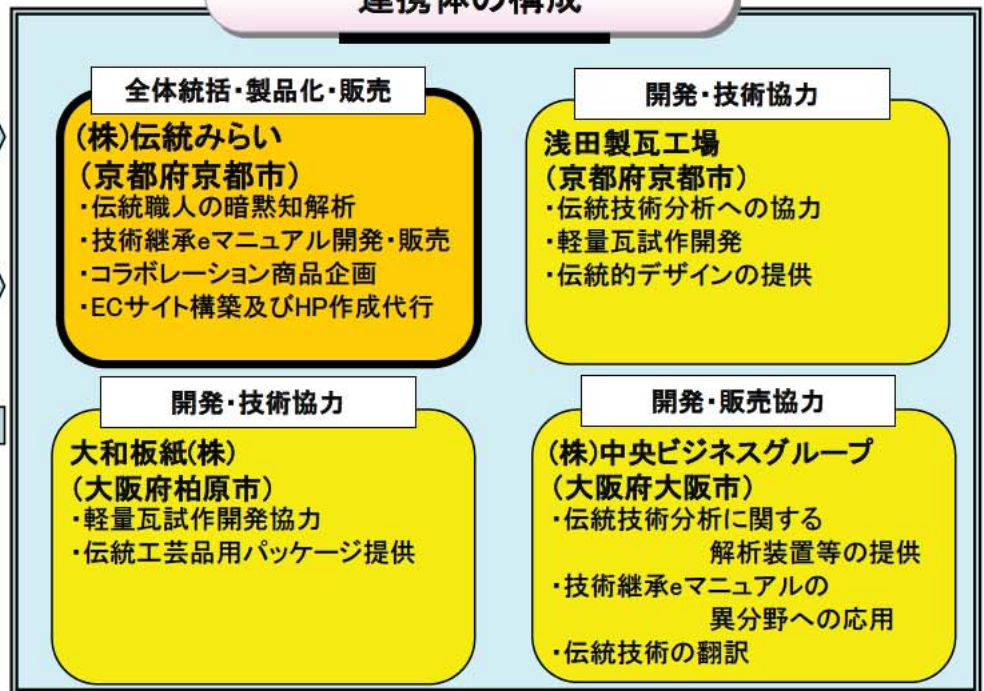 連携体の構成
全体統括・製品化・販売
(株)伝統みらい
(京都府京都市)
・伝統職人の暗黙知解析
・技術継承eマニュアル開発・販売
・コラボレーション商品企画
・ECサイト構築及びHP作成代行
開発・技術協力
浅田製瓦工場
(京都府京都市)
・伝統技術分析への協力
・軽量瓦試作開発
・伝統的デザインの提供
開発・技術協力
大和板紙(株)
(大阪府柏原市)
・軽量瓦試作開発協力
・伝統工芸品用パッケージ提供
開発・販売協力
(株)中央ビジネスグループ
(大阪府大阪市)
・伝統技術分析に関する
解析装置等の提供
・技術継承eマニュアルの
異分野への応用
・伝統技術の翻訳